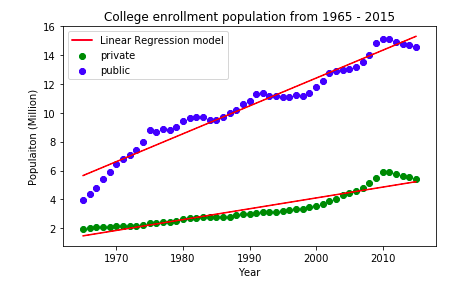 College enrollment population from 1965 - 2015
16
14
12
10
8
6
4
2
Populaiton (Million)
Linear Regression model
private
public
1970
1980
1990
2000
2010
Year